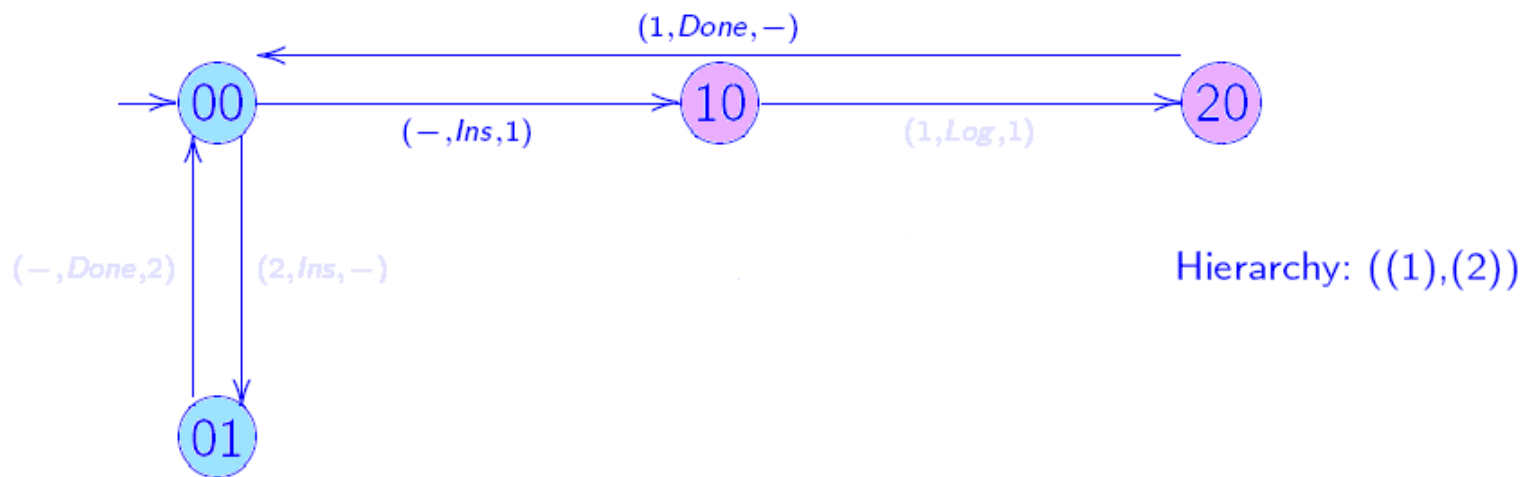 (1,Done,−)
00
10
20
(−,Ins,1)
(1,Log,1)
(−,Done,2)
(2,Ins,−)
Hierarchy: ((1),(2))
01